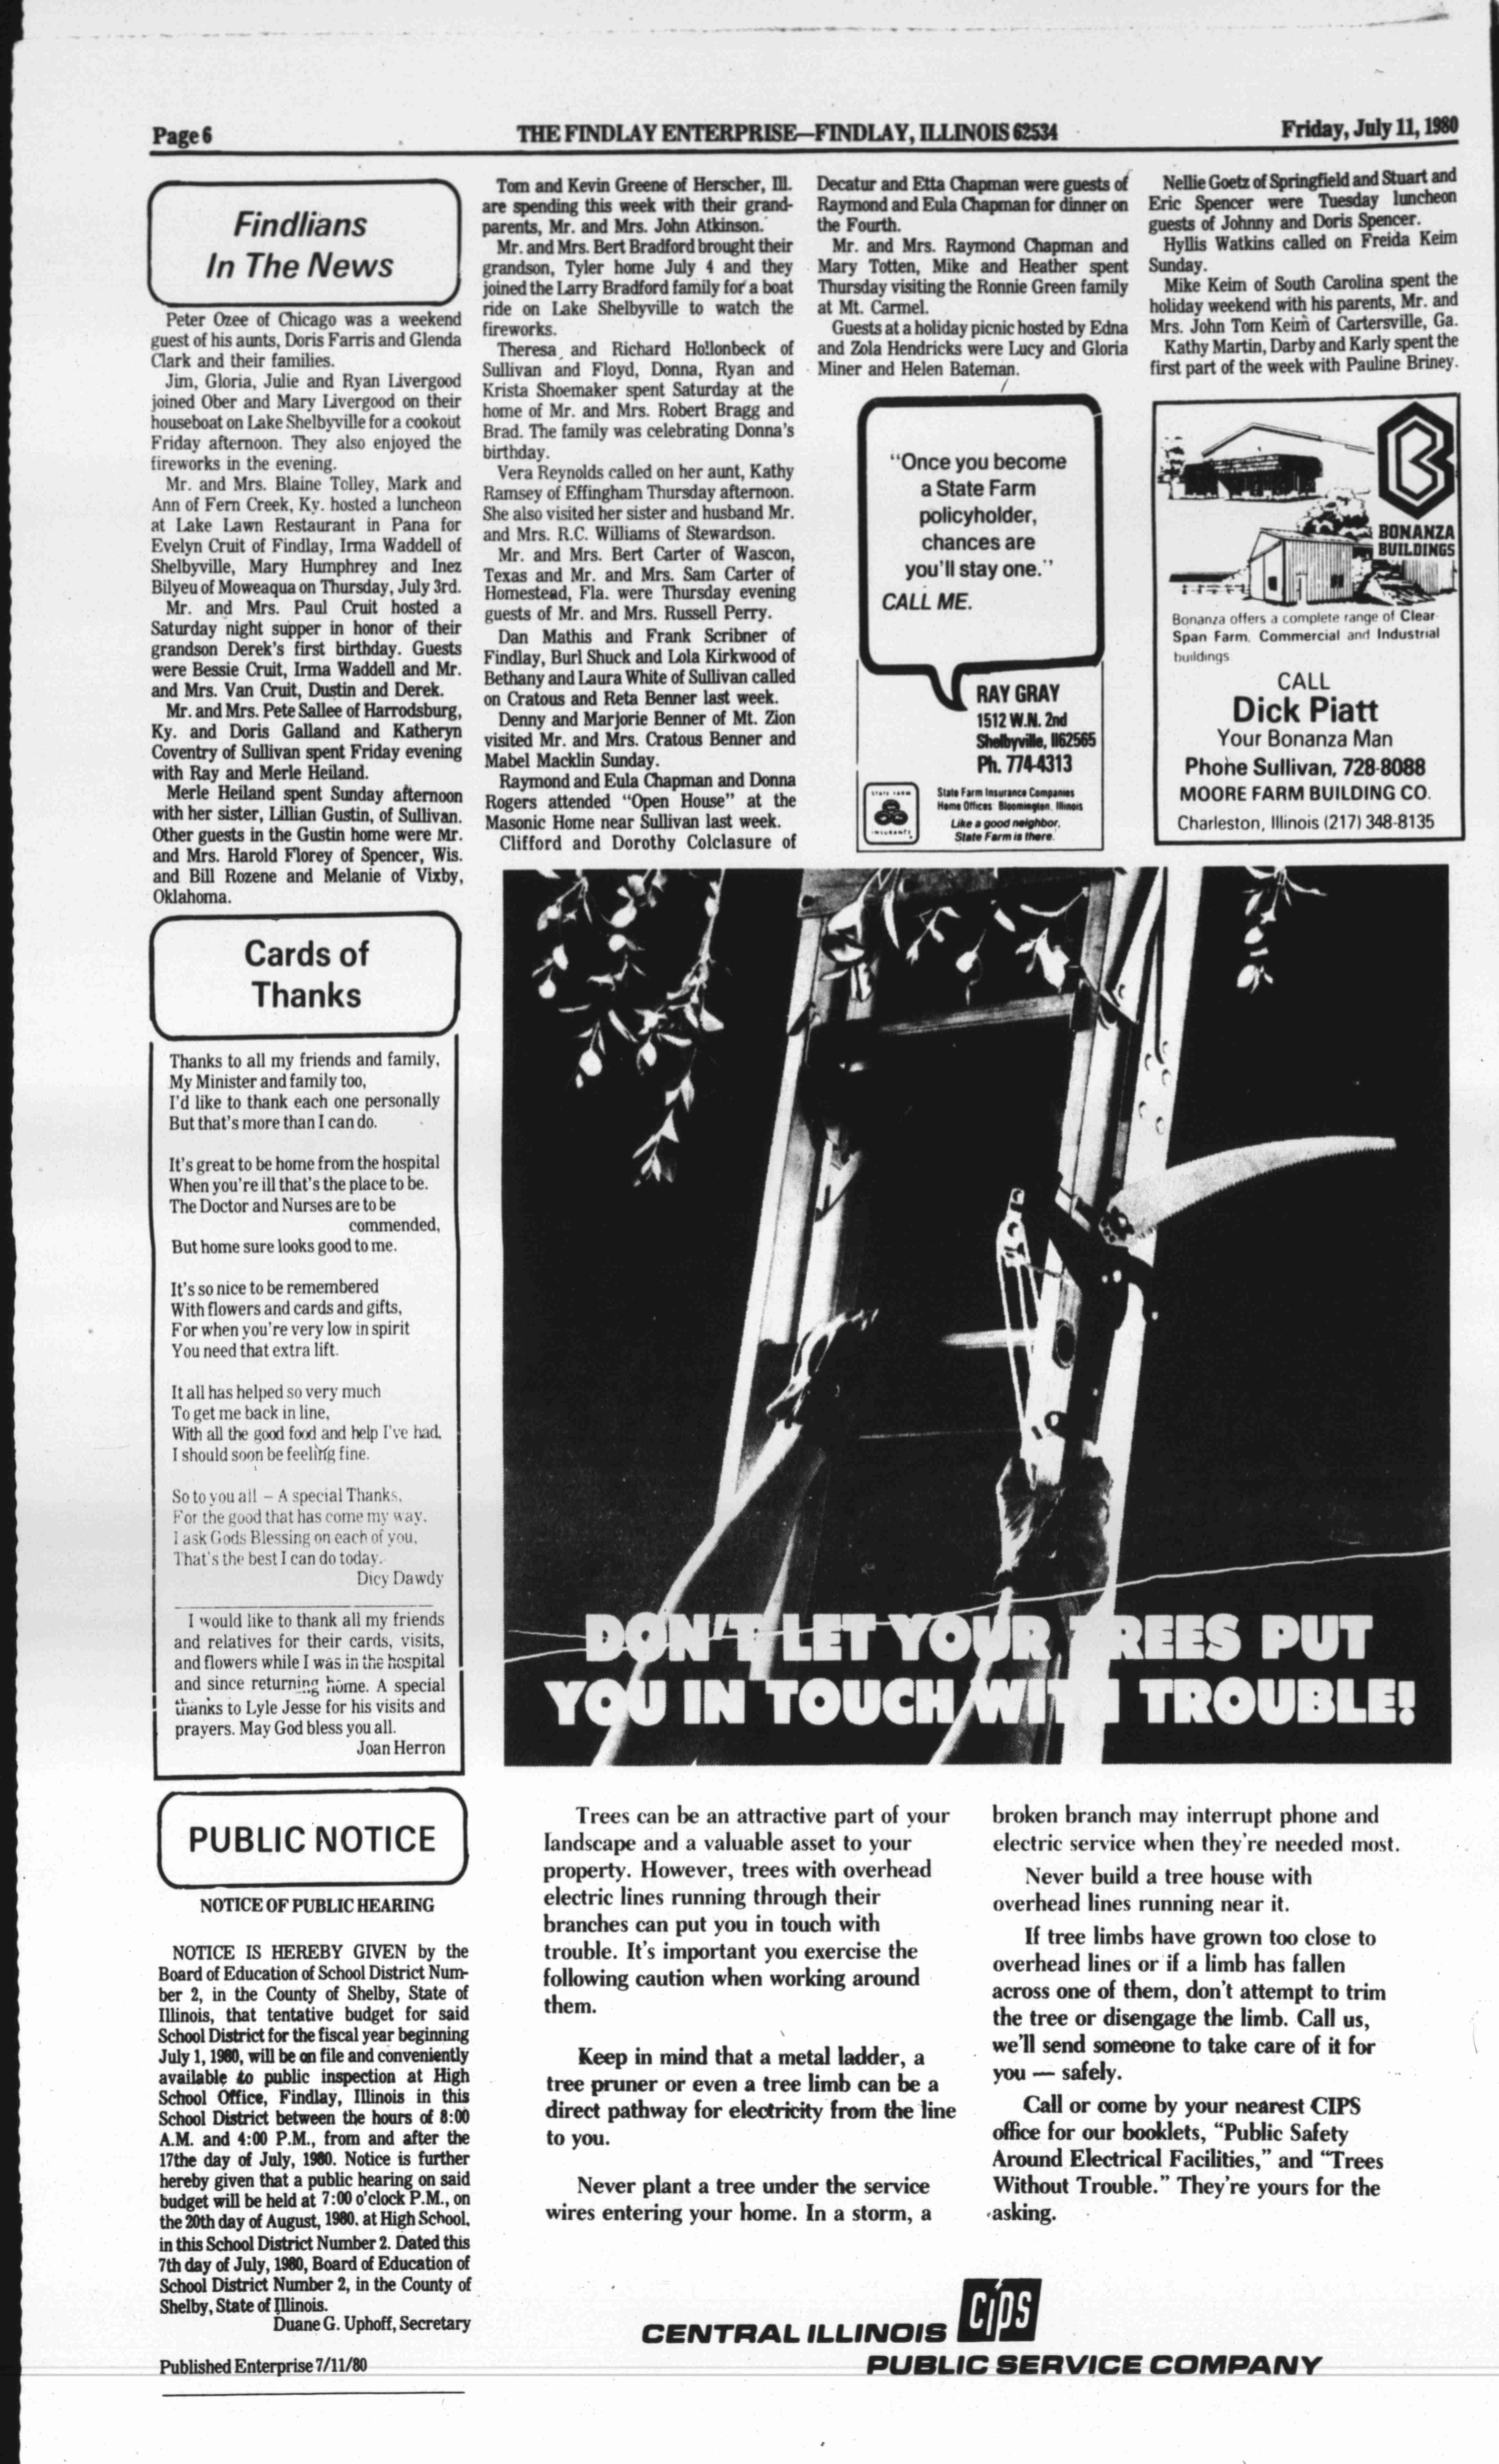 Page 6
THE FINDLAY ENTERPRISE—FINDLAY, ILLINOIS 62534
Friday, July 11, 1980
Findlians
In The News
Peter Ozee of Chicago was a weekend
guest of his aunts, Doris Farris and Glenda
Clark and their families.
Jim, Gloria, Julie and Ryan Livergood
joined Ober and Mary Livergood on their
houseboat on Lake Shelbyville for a cookout
Friday afternoon. They also enjoyed the
fireworks in the evening.
Mr. and Mrs. Blaine Tolley, Mark and
Ann of Fern Creek, Ky. hosted a luncheon
at Lake Lawn Restaurant in Pana for
Evelyn Cruit of Findlay, Irma Waddell of
Shelbyville, Mary Humphrey and Inez
Bilyeu of Moweaqua on Thursday, July 3rd.
Mr. and Mrs. Paul Cruit hosted a
Saturday night supper in honor of their
grandson Derek's first birthday. Guests
were Bessie Cruit, Irma Waddell and Mr.
and Mrs. Van Cruit, Dustin and Derek.
Mr. and Mrs. Pete Sallee of Harrodsburg,
Ky. and Doris Galland and Katheryn
Coventry of Sullivan spent Friday evening
with Ray and Merle Heiland.
Merle Heiland spent Sunday afternoon
with her sister, Lillian Gustin, of Sullivan.
Other guests in the Gustin home were Mr.
and Mrs. Harold Florey of Spencer, Wis.
and Bill Rozene and Melanie of Vixby,
Oklahoma.
Tom and Kevin Greene of Herscher, Ill.
are spending this week with their grand-
parents, Mr. and Mrs. John Atkinson.
Mr. and Mrs. Bert Bradford brought their
grandson, Tyler home July 4 and they
joined the Larry Bradford family for a boat
ride on Lake Shelbyville to watch the
fireworks.
Theresa and Richard Hollonbeck of
Sullivan and Floyd, Donna, Ryan and
Krista Shoemaker spent Saturday at the
home of Mr. and Mrs. Robert Bragg and
Brad. The family was celebrating Donna's
birthday.
Vera Reynolds called on her aunt, Kathy
Ramsey of Effingham Thursday afternoon.
She also visited her sister and husband Mr.
and Mrs. R.C. Williams of Stewardson.
Mr. and Mrs. Bert Carter of Wascon,
Texas and Mr. and Mrs. Sam Carter of
Homestead, Fla. were Thursday evening
guests of Mr. and Mrs. Russell Perry.
Dan Mathis and Frank Scribner of
Findlay, Burl Shuck and Lola Kirkwood of
Bethany and Laura White of Sullivan called
on Cratous and Reta Benner last week.
Denny and Marjorie Benner of Mt. Zion
visited Mr. and Mrs. Cratous Benner and
Mabel Macklin Sunday.
Raymond and Eula Chapman and Donna
Rogers attended "Open House" at the
Masonic Home near Sullivan last week.
Clifford and Dorothy Colclasure of
Decatur and Etta Chapman were guests of
Raymond and Eula Chapman for dinner on
the Fourth.
Mr. and Mrs. Raymond Chapman and
Mary Totten, Mike and Heather spent
Thursday visiting the Ronnie Green family
at Mt. Carmel.
Guests at a holiday picnic hosted by Edna
and Zola Hendricks were Lucy and Gloria
Miner and Helen Bateman.
Nellie Goetz of Springfield and Stuart and
Eric Spencer were Tuesday luncheon
guests of Johnny and Doris Spencer.
Hyllis Watkins called on Freida Keim
Sunday.
Mike Keim of South Carolina spent the
holiday weekend with his parents, Mr. and
Mrs. John Tom Keim of Cartersville, Ga.
Kathy Martin, Darby and Karly spent the
first part of the week with Pauline Briney.
"Once you become
a State Farm
policyholder,
chances are
you'll stay one."
CALL ME.
RAY GRAY
1512 W.N. 2nd
Shelbyville, Il 62565
Ph. 774-4313
STATE FARM
INSURANCE
State Farm Insurance Companies
Home Offices: Bloomington, Illinois
Like a good neighbor,
State Farm is there.
BONANZA
BUILDINGS
Bonanza offers a complete range of Clear-
Span Farm, Commercial and Industrial
buildings
CALL
Dick Piatt
Your Bonanza Man
Phone Sullivan, 728-8088
MOORE FARM BUILDING CO.
Charleston, Illinois (217) 348-8135
Cards of
Thanks
Thanks to all my friends and family,
My Minister and family too,
I'd like to thank each one personally
But that's more than I can do.
It's great to be home from the hospital
When you're ill that's the place to be.
The Doctor and Nurses are to be
commended,
But home sure looks good to me.
It's so nice to be remembered
With flowers and cards and gifts,
For when you're very low in spirit
You need that extra lift.
It all has helped so very much
To get me back in line,
With all the good food and help I've had,
I should soon be feeling fine.
So to you all — A special Thanks,
For the good that has come my way,
I ask Gods Blessing on each of you,
That's the best I can do today.
Dicy Dawdy
I would like to thank all my friends
and relatives for their cards, visits,
and flowers while I was in the hospital
and since returning home. A special
thanks to Lyle Jesse for his visits and
prayers. May God bless you all.
Joan Herron
PUBLIC NOTICE
NOTICE OF PUBLIC HEARING
NOTICE IS HEREBY GIVEN by the
Board of Education of School District Num-
ber 2, in the County of Shelby, State of
Illinois, that tentative budget for said
School District for the fiscal year beginning
July 1, 1980, will be on file and conveniently
available to public inspection at High
School Office, Findlay, Illinois in this
School District between the hours of 8:00
A.M. and 4:00 P.M., from and after the
17the day of July, 1980. Notice is further
hereby given that a public hearing on said
budget will be held at 7:00 o'clock P.M., on
the 20th day of August, 1980, at High School,
in this School District Number 2. Dated this
7th day of July, 1980, Board of Education of
School District Number 2, in the County of
Shelby, State of Illinois.
Duane G. Uphoff, Secretary
Published Enterprise 7/11/80
DON'T LET YOUR TREES PUT
YOU IN TOUCH WITH TROUBLE!
Trees can be an attractive part of your
landscape and a valuable asset to your
property. However, trees with overhead
electric lines running through their
branches can put you in touch with
trouble. It's important you exercise the
following caution when working around
them.
Keep in mind that a metal ladder, a
tree pruner or even a tree limb can be a
direct pathway for electricity from the line
to you.
Never plant a tree under the service
wires entering your home. In a storm, a
broken branch may interrupt phone and
electric service when they're needed most.
Never build a tree house with
overhead lines running near it.
If tree limbs have grown too close to
overhead lines or if a limb has fallen
across one of them, don't attempt to trim
the tree or disengage the limb. Call us,
we'll send someone to take care of it for
you — safely.
Call or come by your nearest CIPS
office for our booklets, "Public Safety
Around Electrical Facilities," and "Trees
Without Trouble." They're yours for the
asking.
CENTRAL ILLINOIS
CIPS
PUBLIC SERVICE COMPANY